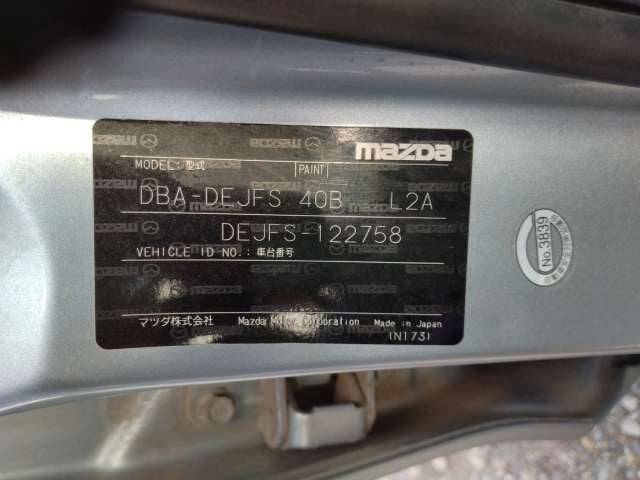 mazda
MODEL:型式 PAINT
DBA-DEJFS 40B L2A
DEJFS-122758
VEHICLE ID NO.:車台番号
マツダ株式会社 Mazda Motor Corporation Made in Japan
(N173)
No.3839